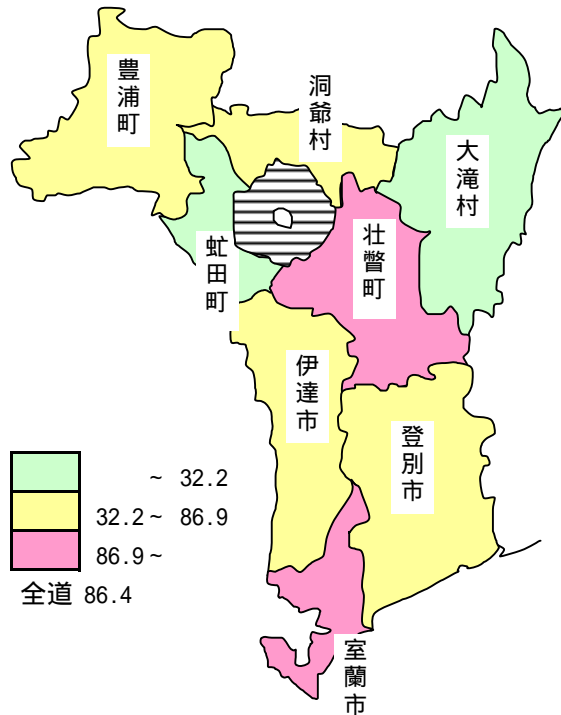 豊浦町
洞爺村
大滝村
虻田町
壮瞥町
伊達市
登別市
室蘭市
~ 32.2
32.2 ~ 86.9
86.9 ~
全道 86.4